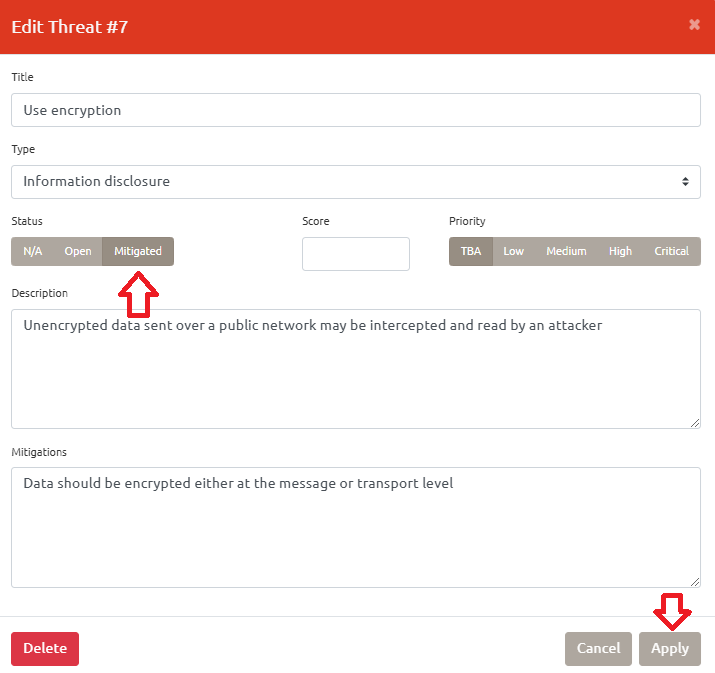 Edit Threat #7
Title
Use encryption
Type
Information disclosure
Status Score Priority
N/A Open Mitigated TBA Low Medium High Critical
Description
Unencrypted data sent over a public network may be intercepted and read by an attacker
Mitigations
Data should be encrypted either at the message or transport level
Delete Cancel Apply